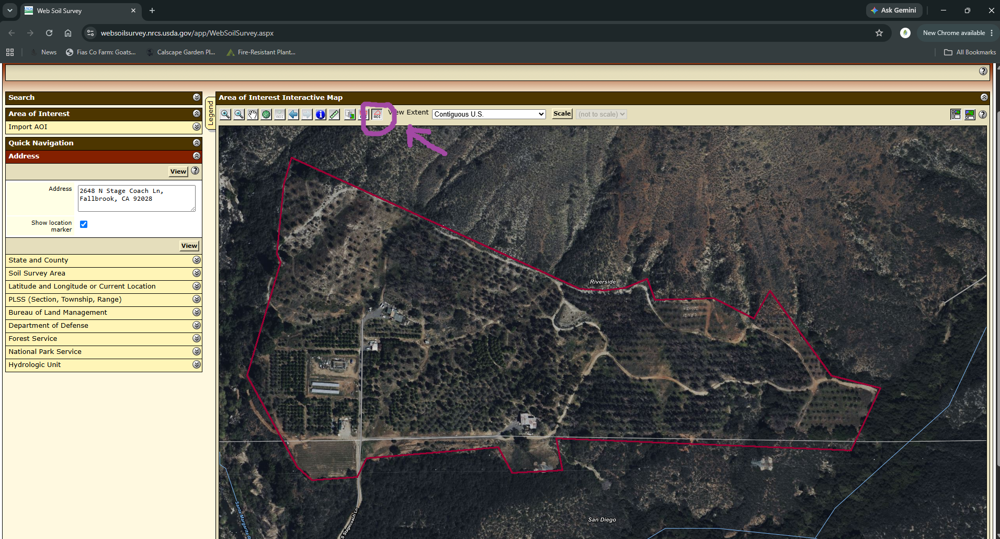 Web Soil Survey
Ask Gemini
websoilsurvey.nrcs.usda.gov/app/WebSoilSurvey.aspx
New Chrome available
News
Fias Co Farm: Goats...
Calscape Garden Pl...
Fire-Resistant Plant...
All Bookmarks
Search
Area of Interest
Import AOI
Quick Navigation
Address
View
Address
2648 N Stage Coach Ln,
Fallbrook, CA 92028
Show location
marker
View
State and County
Soil Survey Area
Latitude and Longitude or Current Location
PLSS (Section, Township, Range)
Bureau of Land Management
Department of Defense
Forest Service
National Park Service
Hydrologic Unit
Legend
Area of Interest Interactive Map
AOI
AOI
Extent
Contiguous U.S.
Scale
(not to scale)
Riverside
San Diego
S Stagecoach Ln
Santa Margarita